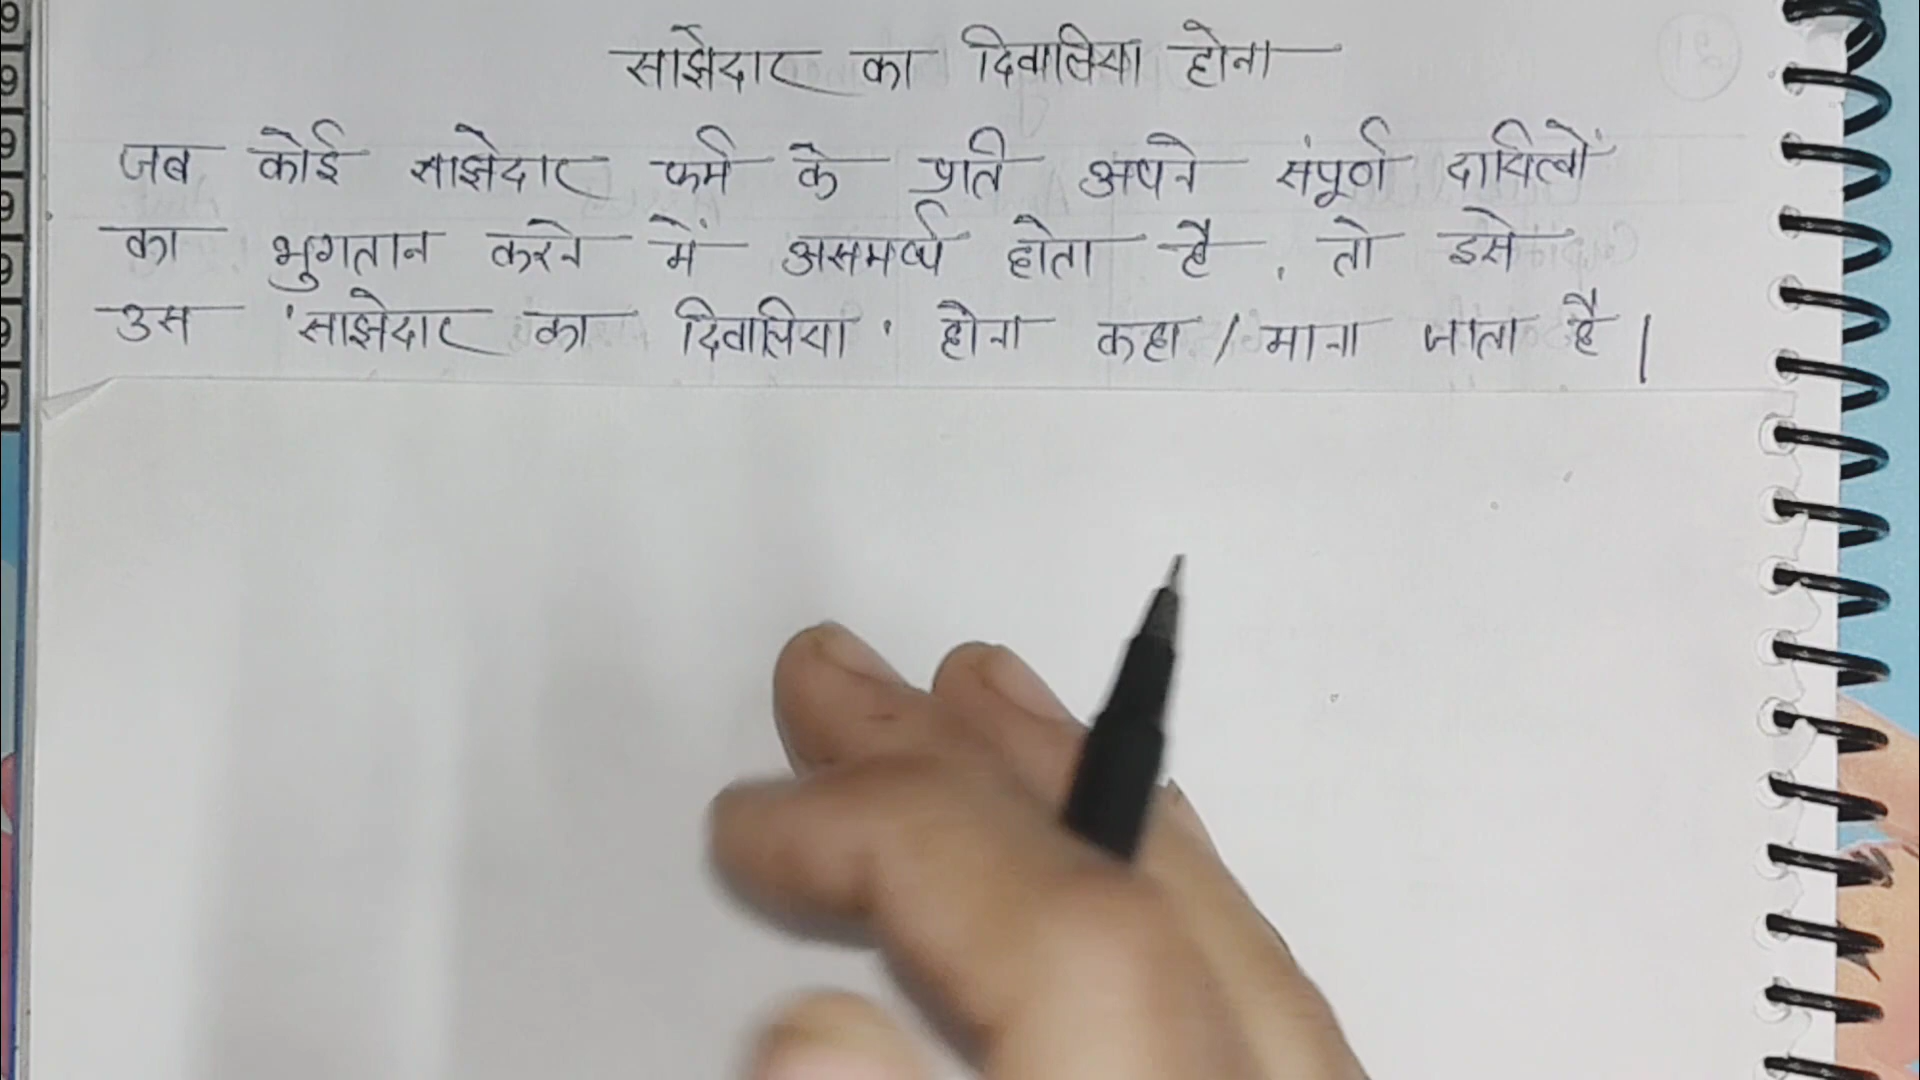 साझेदार का दिवालिया होना
जब कोई साझेदार फर्म के प्रति अपने संपूर्ण दायित्वों
का भुगतान करने में असमर्थ होता है, तो इसे
उस 'साझेदार का दिवालिया' होना कहा / माना जाता है |